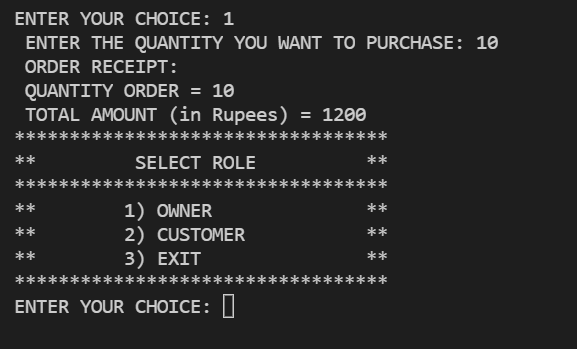 ENTER YOUR CHOICE: 1
ENTER THE QUANTITY YOU WANT TO PURCHASE: 10
ORDER RECEIPT:
QUANTITY ORDER = 10
TOTAL AMOUNT (in Rupees) = 1200
**********************************
**         SELECT ROLE          **
**********************************
**        1) OWNER              **
**        2) CUSTOMER           **
**        3) EXIT               **
**********************************
ENTER YOUR CHOICE: